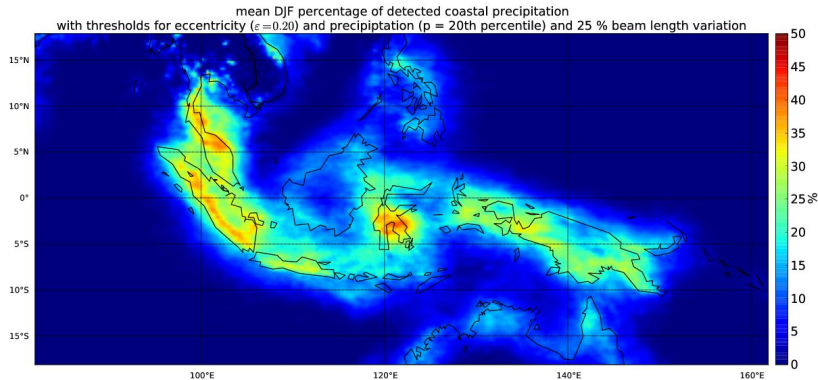 mean DJF percentage of detected coastal precipitation
with thresholds for eccentricity (ε=0.20) and precipiptation (p = 20th percentile) and 25 % beam length variation
15°N
10°N
5°N
0°
5°S
10°S
15°S
100°E
120°E
140°E
160°E
50
45
40
35
30
25
20
15
10
5
0
%